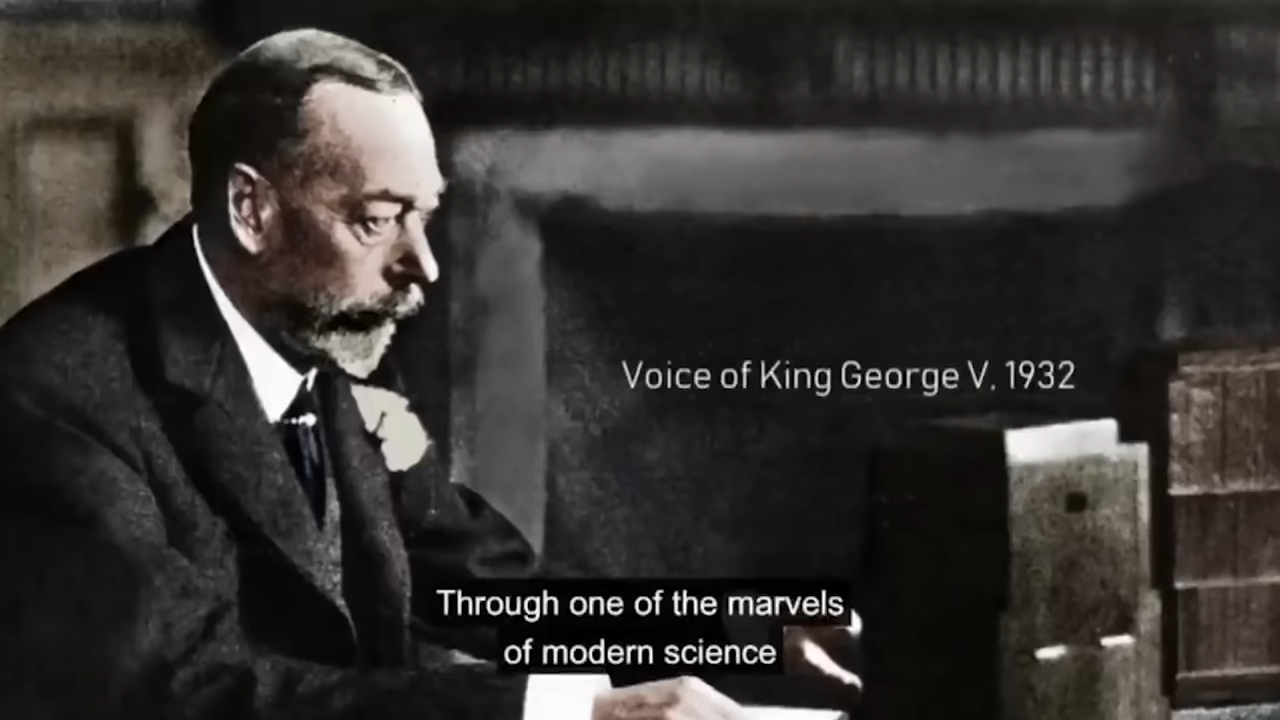 Voice of King George V, 1932
Through one of the marvels
of modern science